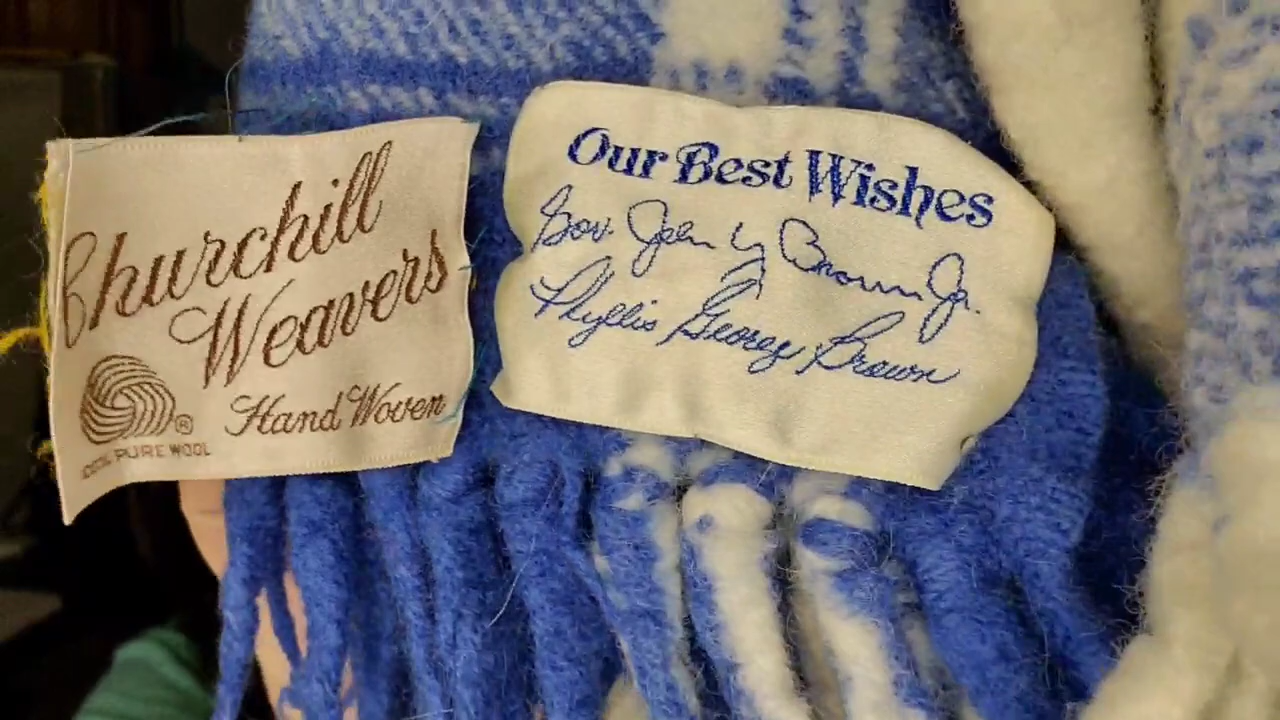 Churchill
Weavers
Hand Woven
®
100% PURE WOOL
Our Best Wishes
Gov John Y Brown Jr.
Phyllis George Brown